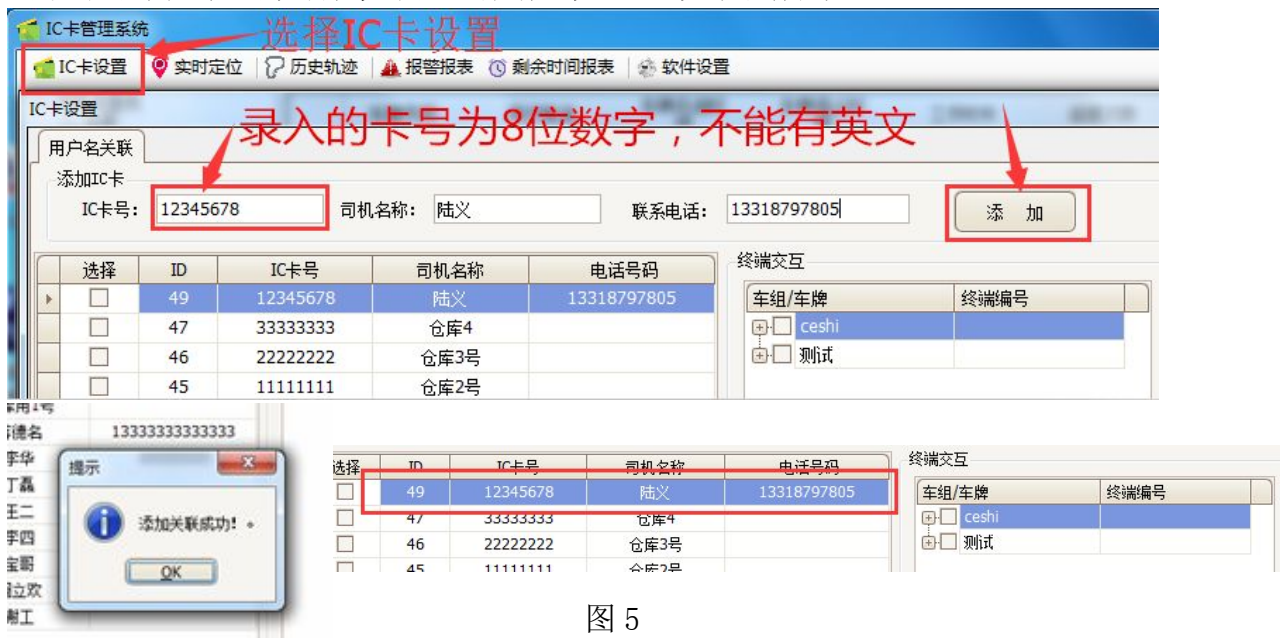 IC卡管理系统
选择IC卡设置
IC卡设置 实时定位 历史轨迹 报警报表 剩余时间报表 软件设置
IC卡设置
录入的卡号为8位数字，不能有英文
用户名关联
添加IC卡
IC卡号： 12345678 司机名称： 陆义 联系电话： 13318797805 添 加
选择 ID IC卡号 司机名称 电话号码
49 12345678 陆义 13318797805
47 33333333 仓库4
46 22222222 仓库3号
45 11111111 仓库2号
终端交互
车组/车牌 终端编号
ceshi
测试
13333333333333
李华
丁磊
王二
李四
宝哥
谢工
提示
添加关联成功！
OK
选择 ID IC卡号 司机名称 电话号码
49 12345678 陆义 13318797805
47 33333333 仓库4
46 22222222 仓库3号
45 11111111 仓库2号
终端交互
车组/车牌 终端编号
ceshi
测试
图 5